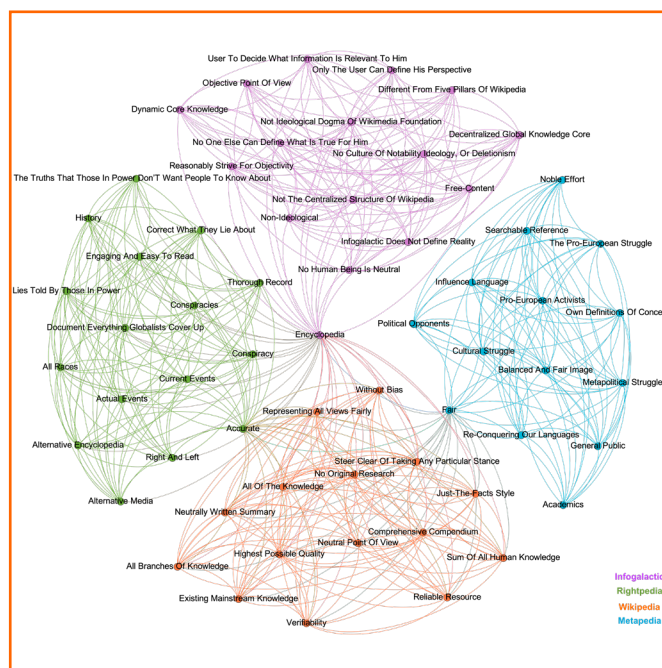 User To Decide What Information Is Relevant To Him
Only The User Can Define His Perspective
Objective Point Of View
Different From Five Pillars Of Wikipedia
Dynamic Core Knowledge
Not Ideological Dogma Of Wikimedia Foundation
Decentralized Global Knowledge Core
No One Else Can Define What Is True For Him
No Culture Of Notability Ideology, Or Deletionism
Reasonably Strive For Objectivity
The Truths That Those In Power Don'T Want People To Know About
Noble Effort
Free-Content
Not The Centralized Structure Of Wikipedia
History
Non-Ideological
Correct What They Lie About
Searchable Reference
Infogalactic Does Not Define Reality
The Pro-European Struggle
Engaging And Easy To Read
No Human Being Is Neutral
Thorough Record
Influence Language
Lies Told By Those In Power
Pro-European Activists
Conspiracies
Own Definitions Of Conce
Political Opponents
Document Everything Globalists Cover Up
Encyclopedia
Cultural Struggle
Conspiracy
All Races
Balanced And Fair Image
Current Events
Metapolitical Struggle
Without Bias
Actual Events
Representing All Views Fairly
Fair
Accurate
Re-Conquering Our Languages
Alternative Encyclopedia
General Public
Right And Left
Steer Clear Of Taking Any Particular Stance
No Original Research
All Of The Knowledge
Just-The-Facts Style
Alternative Media
Academics
Neutrally Written Summary
Comprehensive Compendium
Neutral Point Of View
Highest Possible Quality
Sum Of All Human Knowledge
All Branches Of Knowledge
Infogalactic
Rightpedia
Existing Mainstream Knowledge
Reliable Resource
Wikipedia
Verifiability
Metapedia